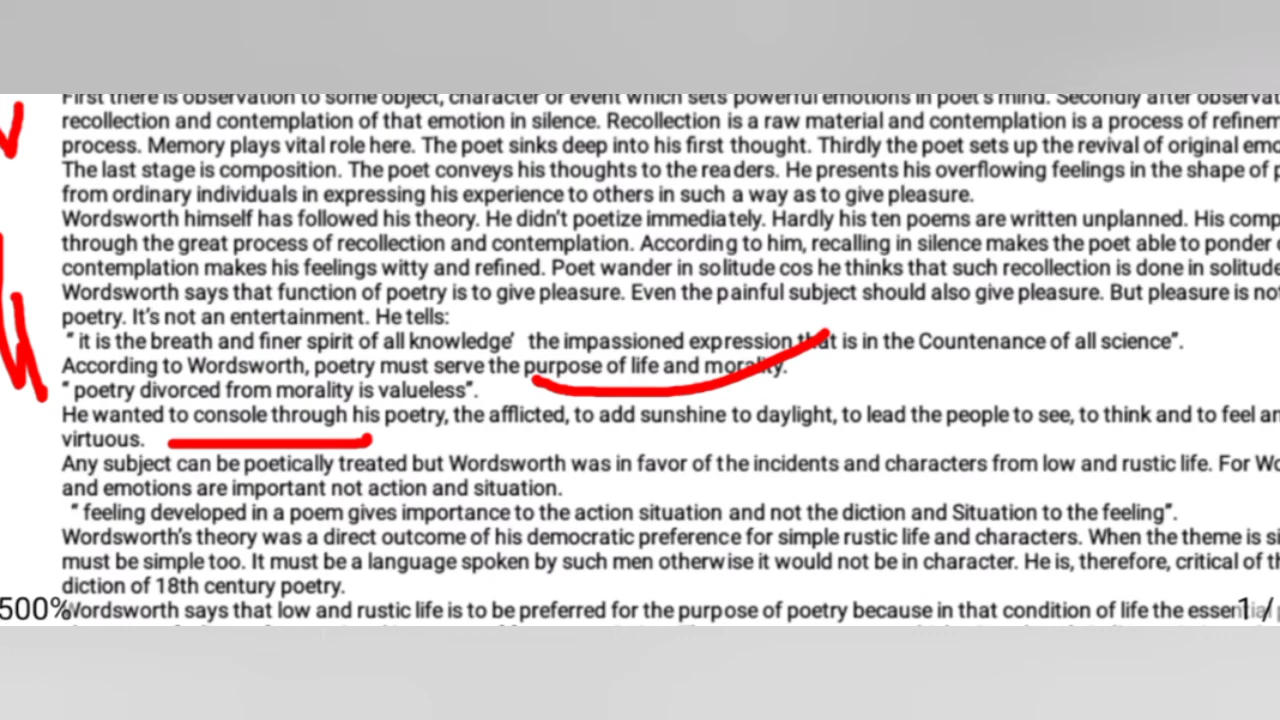 First there is observation to some object, character or event which sets powerful emotions in poet's mind. Secondly after observat
recollection and contemplation of that emotion in silence. Recollection is a raw material and contemplation is a process of refinem
process. Memory plays vital role here. The poet sinks deep into his first thought. Thirdly the poet sets up the revival of original emo
The last stage is composition. The poet conveys his thoughts to the readers. He presents his overflowing feelings in the shape of p
from ordinary individuals in expressing his experience to others in such a way as to give pleasure.
Wordsworth himself has followed his theory. He didn't poetize immediately. Hardly his ten poems are written unplanned. His comp
through the great process of recollection and contemplation. According to him, recalling in silence makes the poet able to ponder
contemplation makes his feelings witty and refined. Poet wander in solitude cos he thinks that such recollection is done in solitude
Wordsworth says that function of poetry is to give pleasure. Even the painful subject should also give pleasure. But pleasure is not
poetry. It's not an entertainment. He tells:
" it is the breath and finer spirit of all knowledge' the impassioned expression that is in the Countenance of all science".
According to Wordsworth, poetry must serve the purpose of life and morality.
" poetry divorced from morality is valueless".
He wanted to console through his poetry, the afflicted, to add sunshine to daylight, to lead the people to see, to think and to feel an
virtuous.
Any subject can be poetically treated but Wordsworth was in favor of the incidents and characters from low and rustic life. For Wo
and emotions are important not action and situation.
" feeling developed in a poem gives importance to the action situation and not the diction and Situation to the feeling".
Wordsworth's theory was a direct outcome of his democratic preference for simple rustic life and characters. When the theme is si
must be simple too. It must be a language spoken by such men otherwise it would not be in character. He is, therefore, critical of th
diction of 18th century poetry.
500% Wordsworth says that low and rustic life is to be preferred for the purpose of poetry because in that condition of life the essential p 1 /